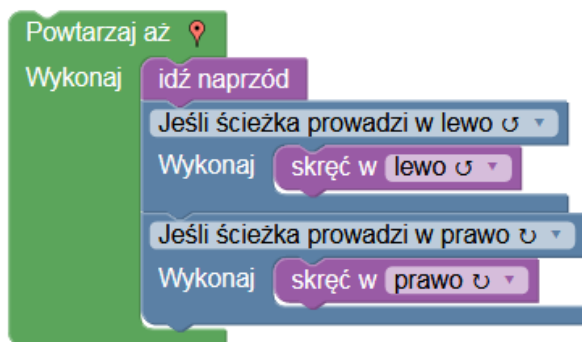 Powtarzaj aż
Wykonaj idź naprzód
Jeśli ścieżka prowadzi w lewo ↺ ▼
Wykonaj skręć w lewo ↺ ▼
Jeśli ścieżka prowadzi w prawo ↻ ▼
Wykonaj skręć w prawo ↻ ▼